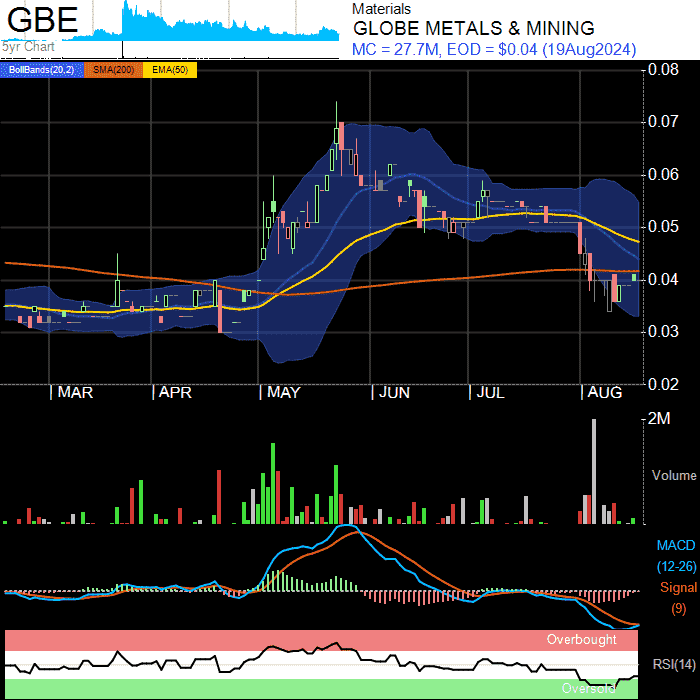 GBE
5yr Chart
Materials
GLOBE METALS & MINING
MC = 27.7M, EOD = $0.04 (19Aug2024)
BollBands(20,2) SMA(200) EMA(50)
0.08
0.07
0.06
0.05
0.04
0.03
0.02
MAR APR MAY JUN JUL AUG
2M
Volume
MACD
(12-26)
Signal
(9)
Overbought
RSI(14)
Oversold